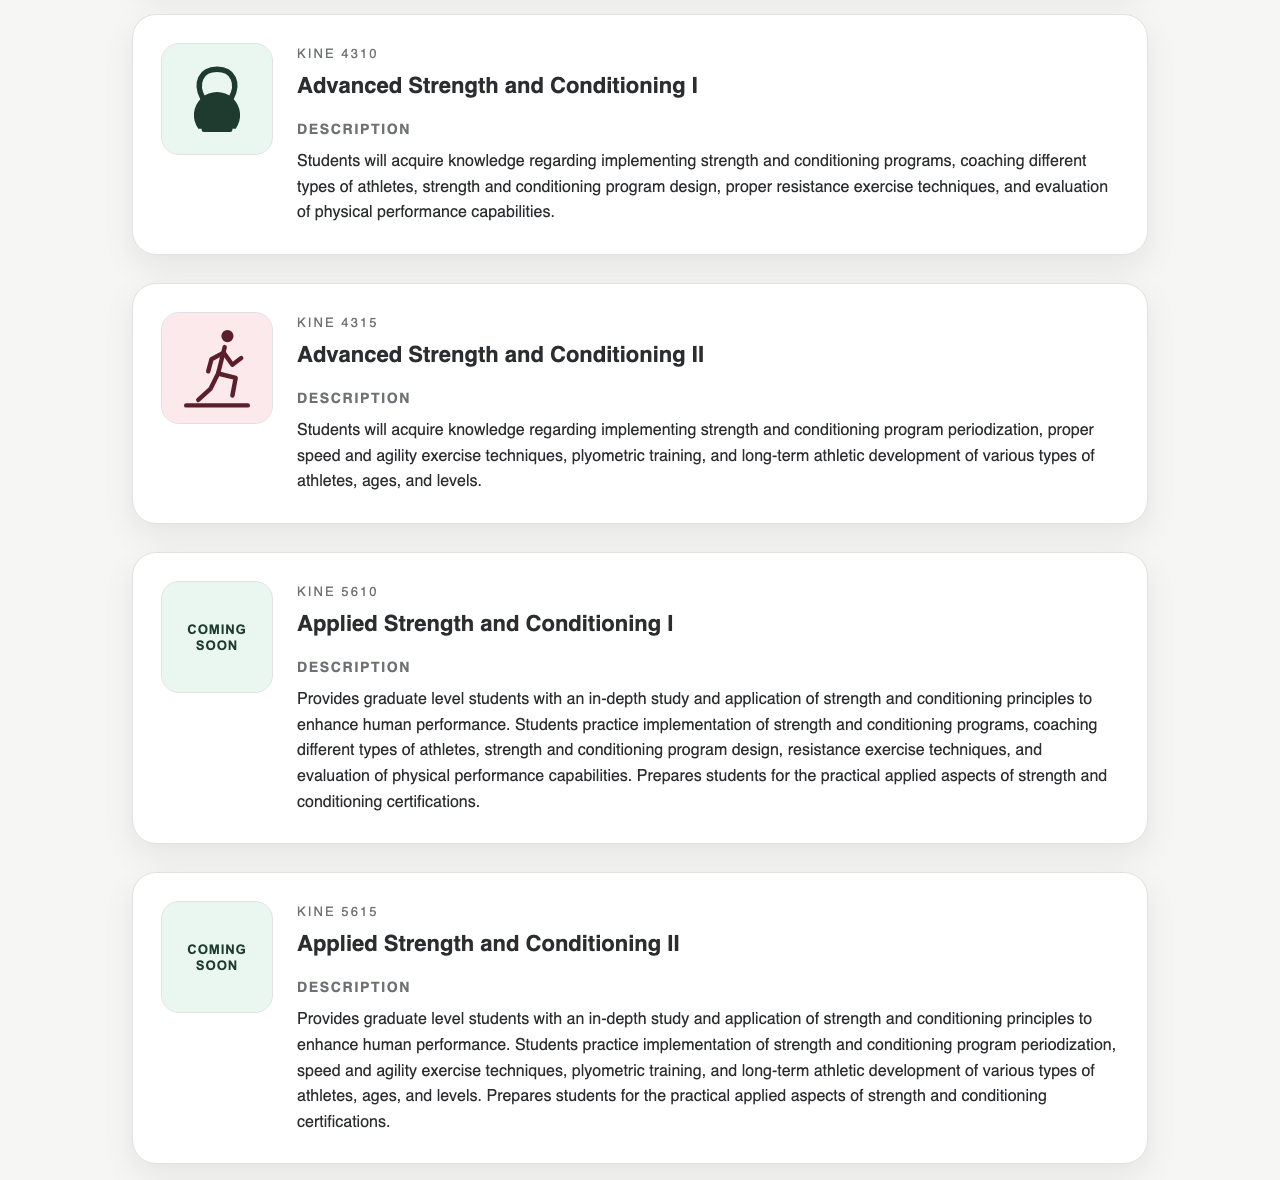 KINE 4310
Advanced Strength and Conditioning I
DESCRIPTION
Students will acquire knowledge regarding implementing strength and conditioning programs, coaching different
types of athletes, strength and conditioning program design, proper resistance exercise techniques, and evaluation
of physical performance capabilities.
KINE 4315
Advanced Strength and Conditioning II
DESCRIPTION
Students will acquire knowledge regarding implementing strength and conditioning program periodization, proper
speed and agility exercise techniques, plyometric training, and long-term athletic development of various types of
athletes, ages, and levels.
COMING
SOON
KINE 5610
Applied Strength and Conditioning I
DESCRIPTION
Provides graduate level students with an in-depth study and application of strength and conditioning principles to
enhance human performance. Students practice implementation of strength and conditioning programs, coaching
different types of athletes, strength and conditioning program design, resistance exercise techniques, and
evaluation of physical performance capabilities. Prepares students for the practical applied aspects of strength and
conditioning certifications.
COMING
SOON
KINE 5615
Applied Strength and Conditioning II
DESCRIPTION
Provides graduate level students with an in-depth study and application of strength and conditioning principles to
enhance human performance. Students practice implementation of strength and conditioning program periodization,
speed and agility exercise techniques, plyometric training, and long-term athletic development of various types of
athletes, ages, and levels. Prepares students for the practical applied aspects of strength and conditioning
certifications.